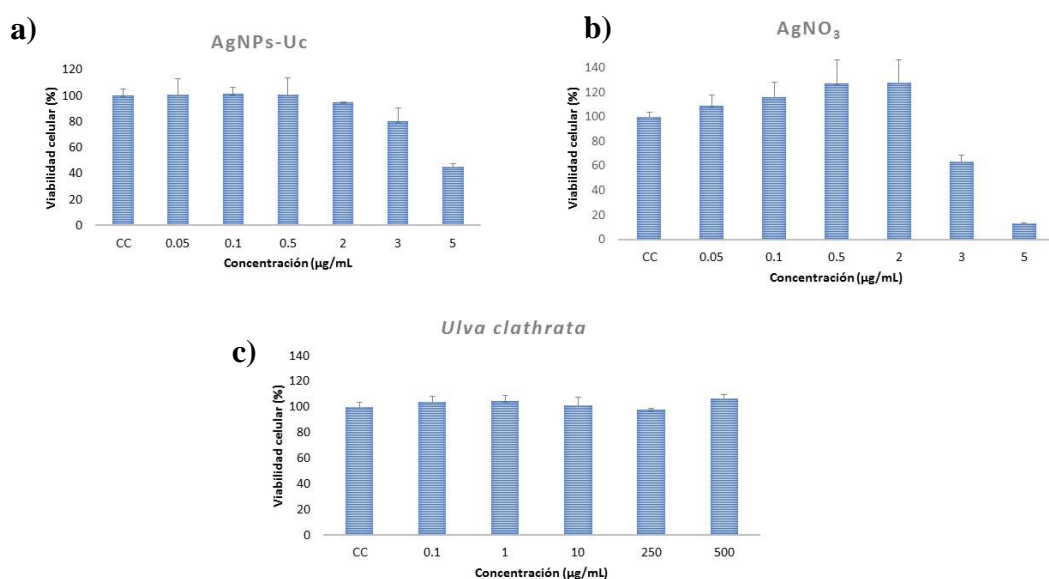 a)
AgNPs-Uc
Viabilidad celular (%)
120
100
80
60
40
20
0
CC 0.05 0.1 0.5 2 3 5
Concentración (µg/mL
b)
AgNO₃
Viabilidad celular (%)
140
120
100
80
60
40
20
0
CC 0.05 0.1 0.5 2 3 5
Concentración (µg/mL)
c)
Ulva clathrata
Viabilidad celular (%)
140
120
100
80
60
40
20
0
CC 0.1 1 10 250 500
Concentración (µg/mL)